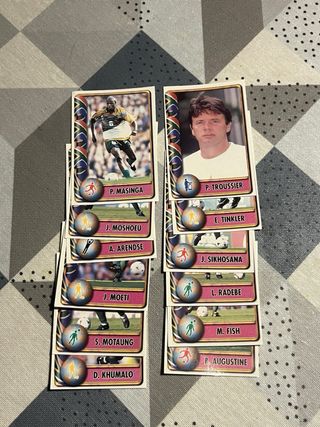 P. MASINGA
J. MOSHOEU
A. ARENDSE
J. MOETI
S. MOTAUNG
D. KHUMALO
P. TROUSSIER
E. TINKLER
J. SIKHOSANA
L. RADEBE
M. FISH
B. AUGUSTINE